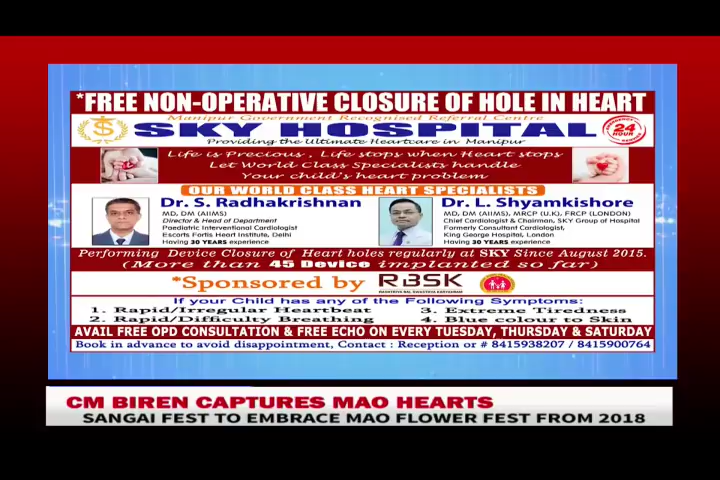 *FREE NON-OPERATIVE CLOSURE OF HOLE IN HEART
Manipur Government Recognised Referral Centre
SKY HOSPITAL
24 HOUR
Providing the Ultimate Heartcare in Manipur
Life is Precious, Life stops when Heart stops
Let World Class Specialists handle
Your child's heart problem
OUR WORLD CLASS HEART SPECIALISTS
Dr. S. Radhakrishnan
MD, DM (AIIMS)
Director & Head of Department
Paediatric Interventional Cardiologist
Escorts Fortis Heart Institute, Delhi
Having 30 YEARS experience
Dr. L. Shyamkishore
MD, DM (AIIMS), MRCP (U.K), FRCP (LONDON)
Chief Cardiologist & Chairman, SKY Group of Hospital
Formerly Consultant Cardiologist,
King George Hospital, London
Having 30 YEARS experience
Performing Device Closure of Heart holes regularly at SKY Since August 2015.
(More than 45 Device implanted so far)
*Sponsored by RBSK
RASHTRIYA BAL SWASTHYA KARYAKRAM
If your Child has any of the Following Symptoms:
1. Rapid/Irregular Heartbeat
2. Rapid/Difficulty Breathing
3. Extreme Tiredness
4. Blue colour to Skin
AVAIL FREE OPD CONSULTATION & FREE ECHO ON EVERY TUESDAY, THURSDAY & SATURDAY
Book in advance to avoid disappointment, Contact : Reception or # 8415938207 / 8415900764
CM BIREN CAPTURES MAO HEARTS
SANGAI FEST TO EMBRACE MAO FLOWER FEST FROM 2018